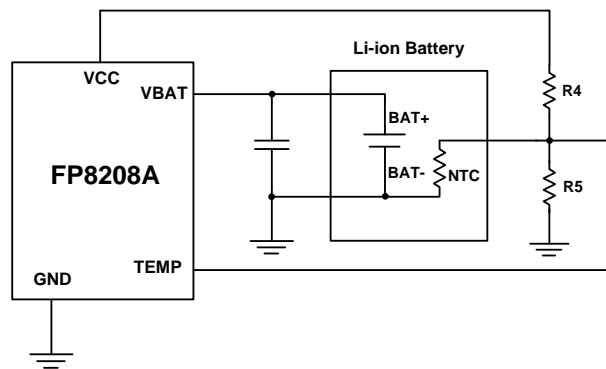 Li-ion Battery
VCC
VBAT
R4
BAT+
FP8208A
BAT-
NTC
R5
TEMP
GND